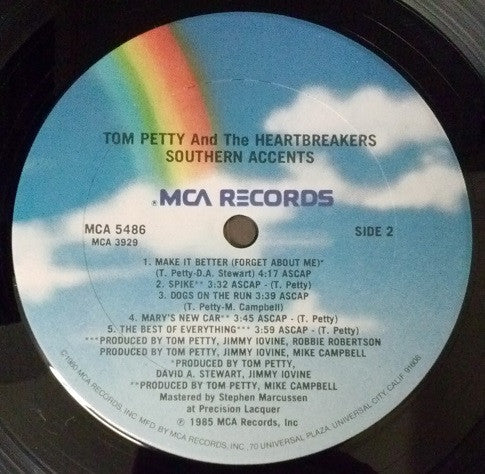 TOM PETTY And The HEARTBREAKERS
SOUTHERN ACCENTS
MCA RECORDS
MCA 5486
MCA 3929
SIDE 2
1. MAKE IT BETTER (FORGET ABOUT ME)*
(T. Petty-D.A. Stewart) 4:17 ASCAP
2. SPIKE** 3:32 ASCAP - (T. Petty)
3. DOGS ON THE RUN 3:39 ASCAP
(T. Petty-M. Campbell)
4. MARY'S NEW CAR** 3:45 ASCAP - (T. Petty)
5. THE BEST OF EVERYTHING*** 3:59 ASCAP - (T. Petty)
***PRODUCED BY TOM PETTY, JIMMY IOVINE, ROBBIE ROBERTSON
PRODUCED BY TOM PETTY, JIMMY IOVINE, MIKE CAMPBELL
*PRODUCED BY TOM PETTY,
DAVID A. STEWART, JIMMY IOVINE
**PRODUCED BY TOM PETTY, MIKE CAMPBELL
Mastered by Stephen Marcussen
at Precision Lacquer
℗ 1985 MCA Records, Inc
©1980 MCA RECORDS, INC. MFD BY MCA RECORDS, INC., 70 UNIVERSAL PLAZA, UNIVERSAL CITY, CALIF. 91608